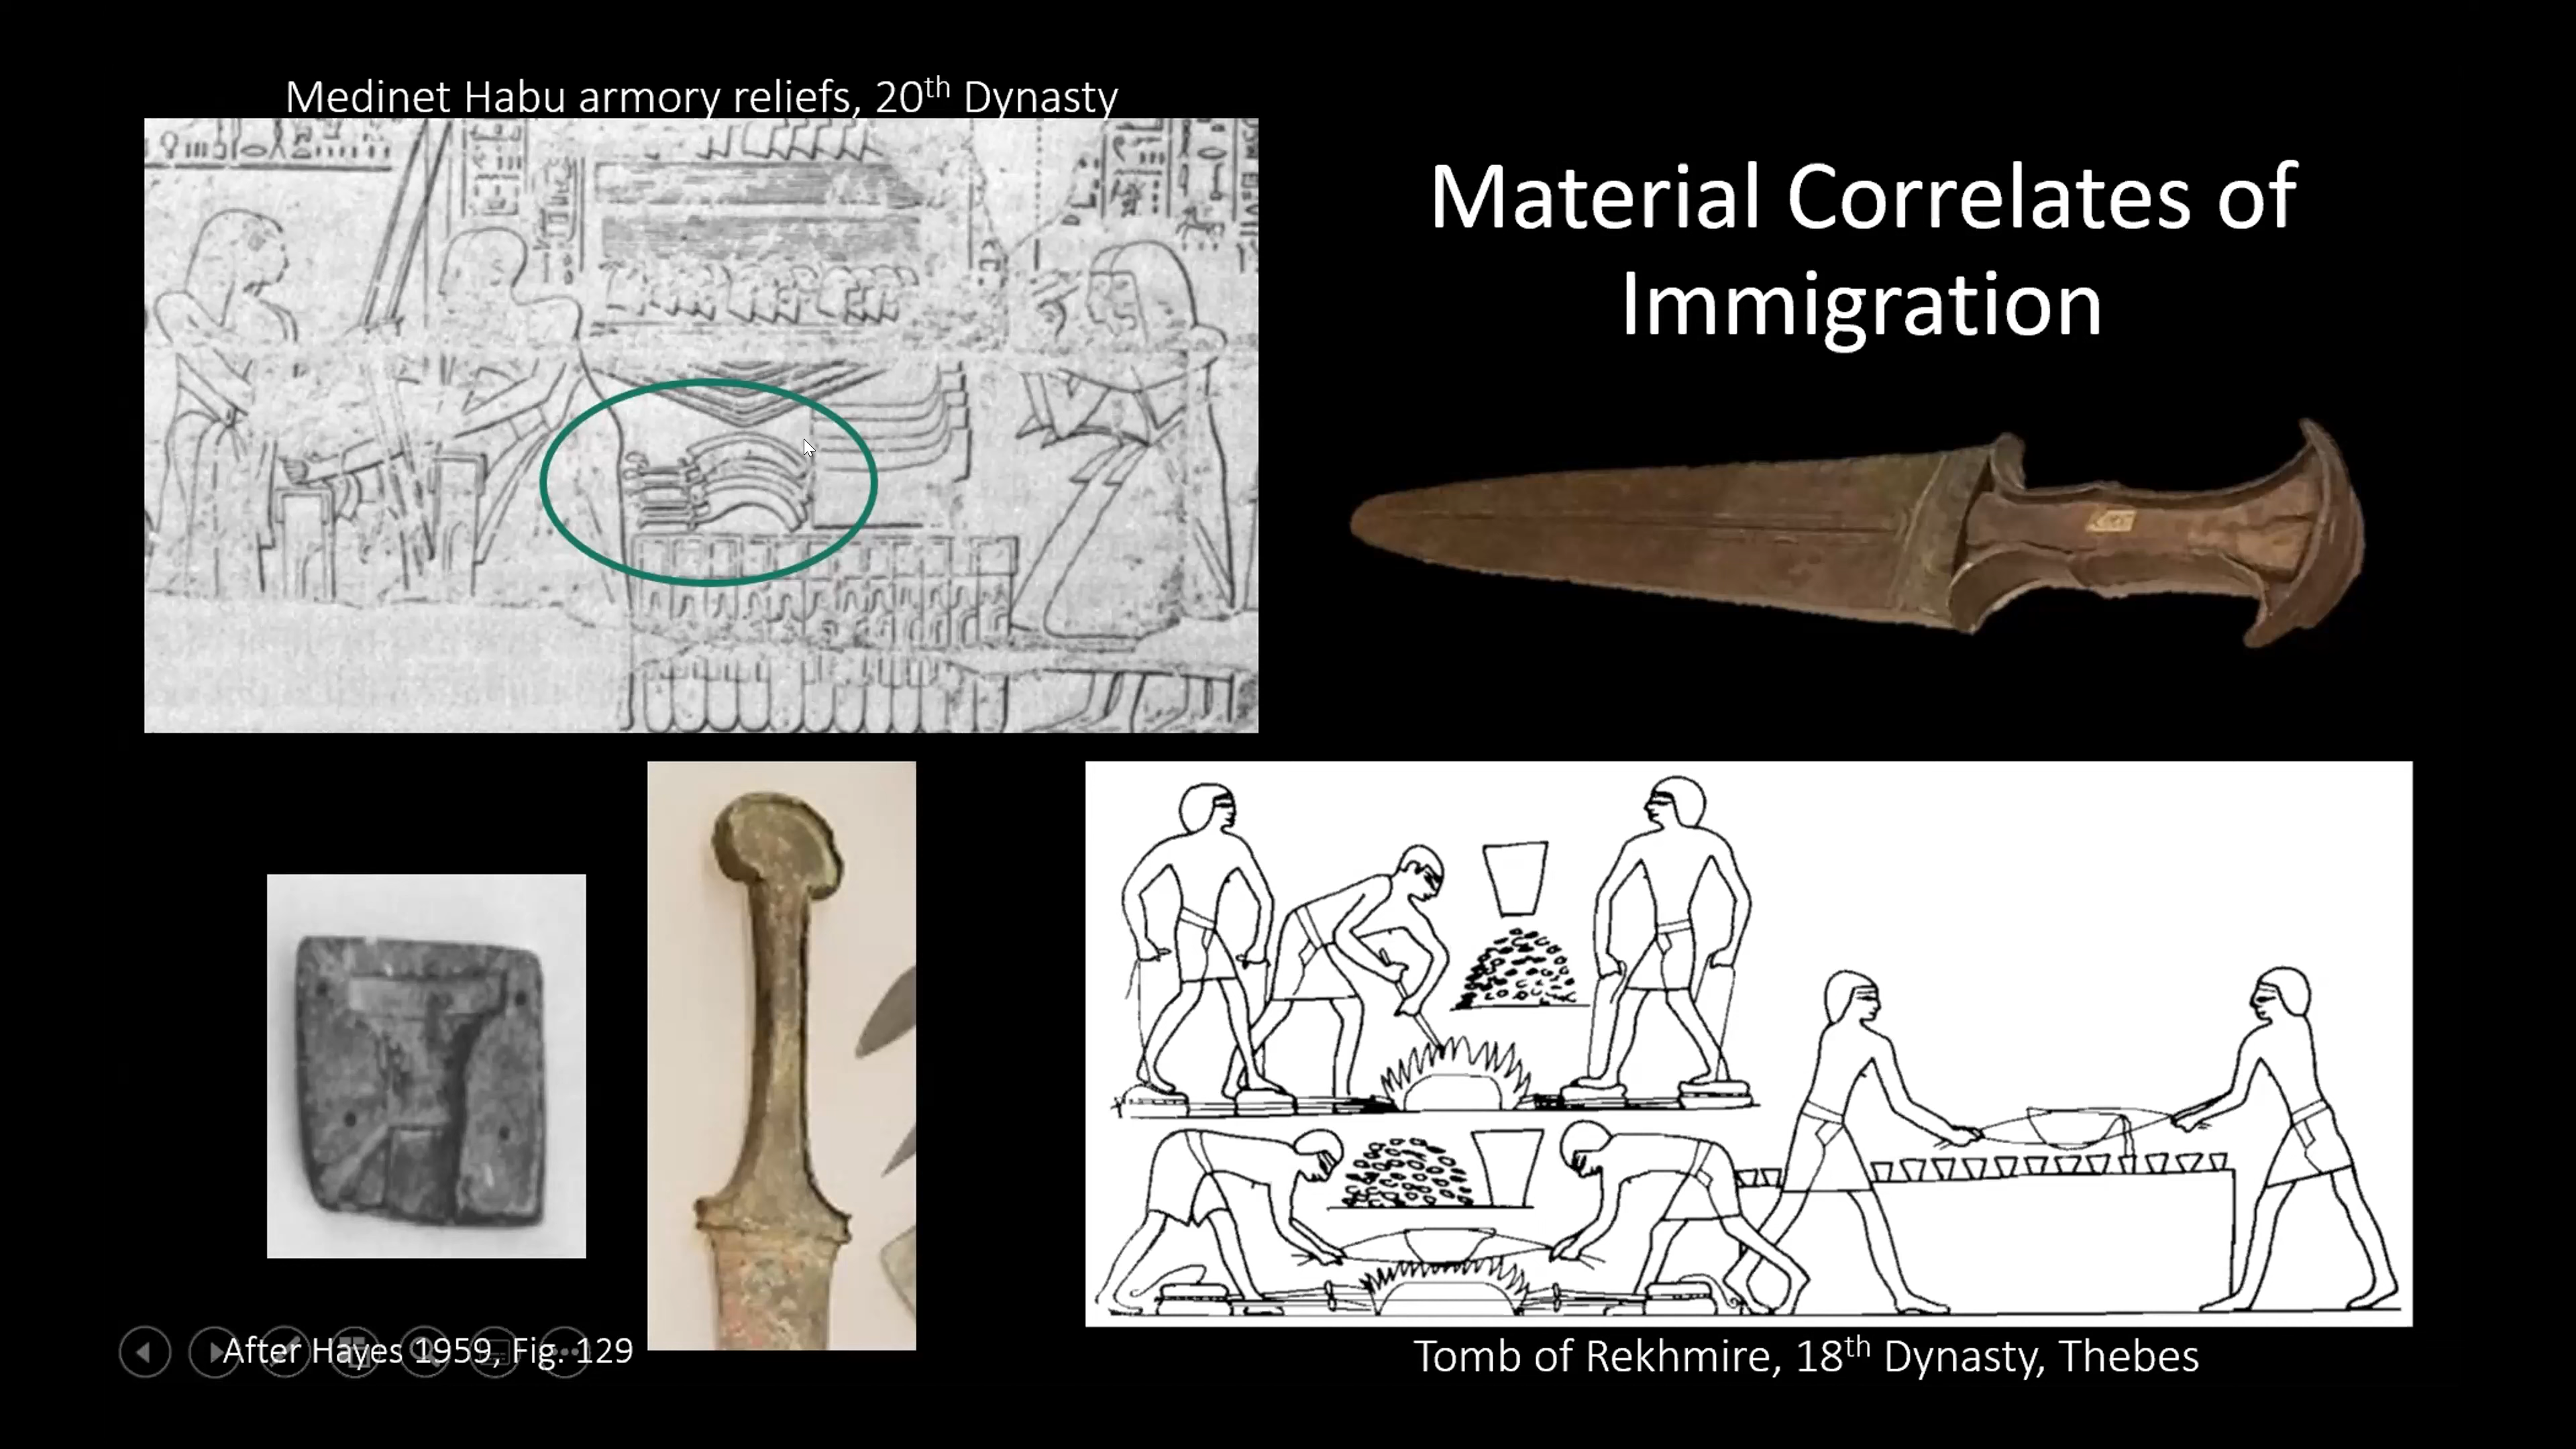 Medinet Habu armory reliefs, 20th Dynasty
Material Correlates of
Immigration
After Hayes 1959, Fig. 129
Tomb of Rekhmire, 18th Dynasty, Thebes